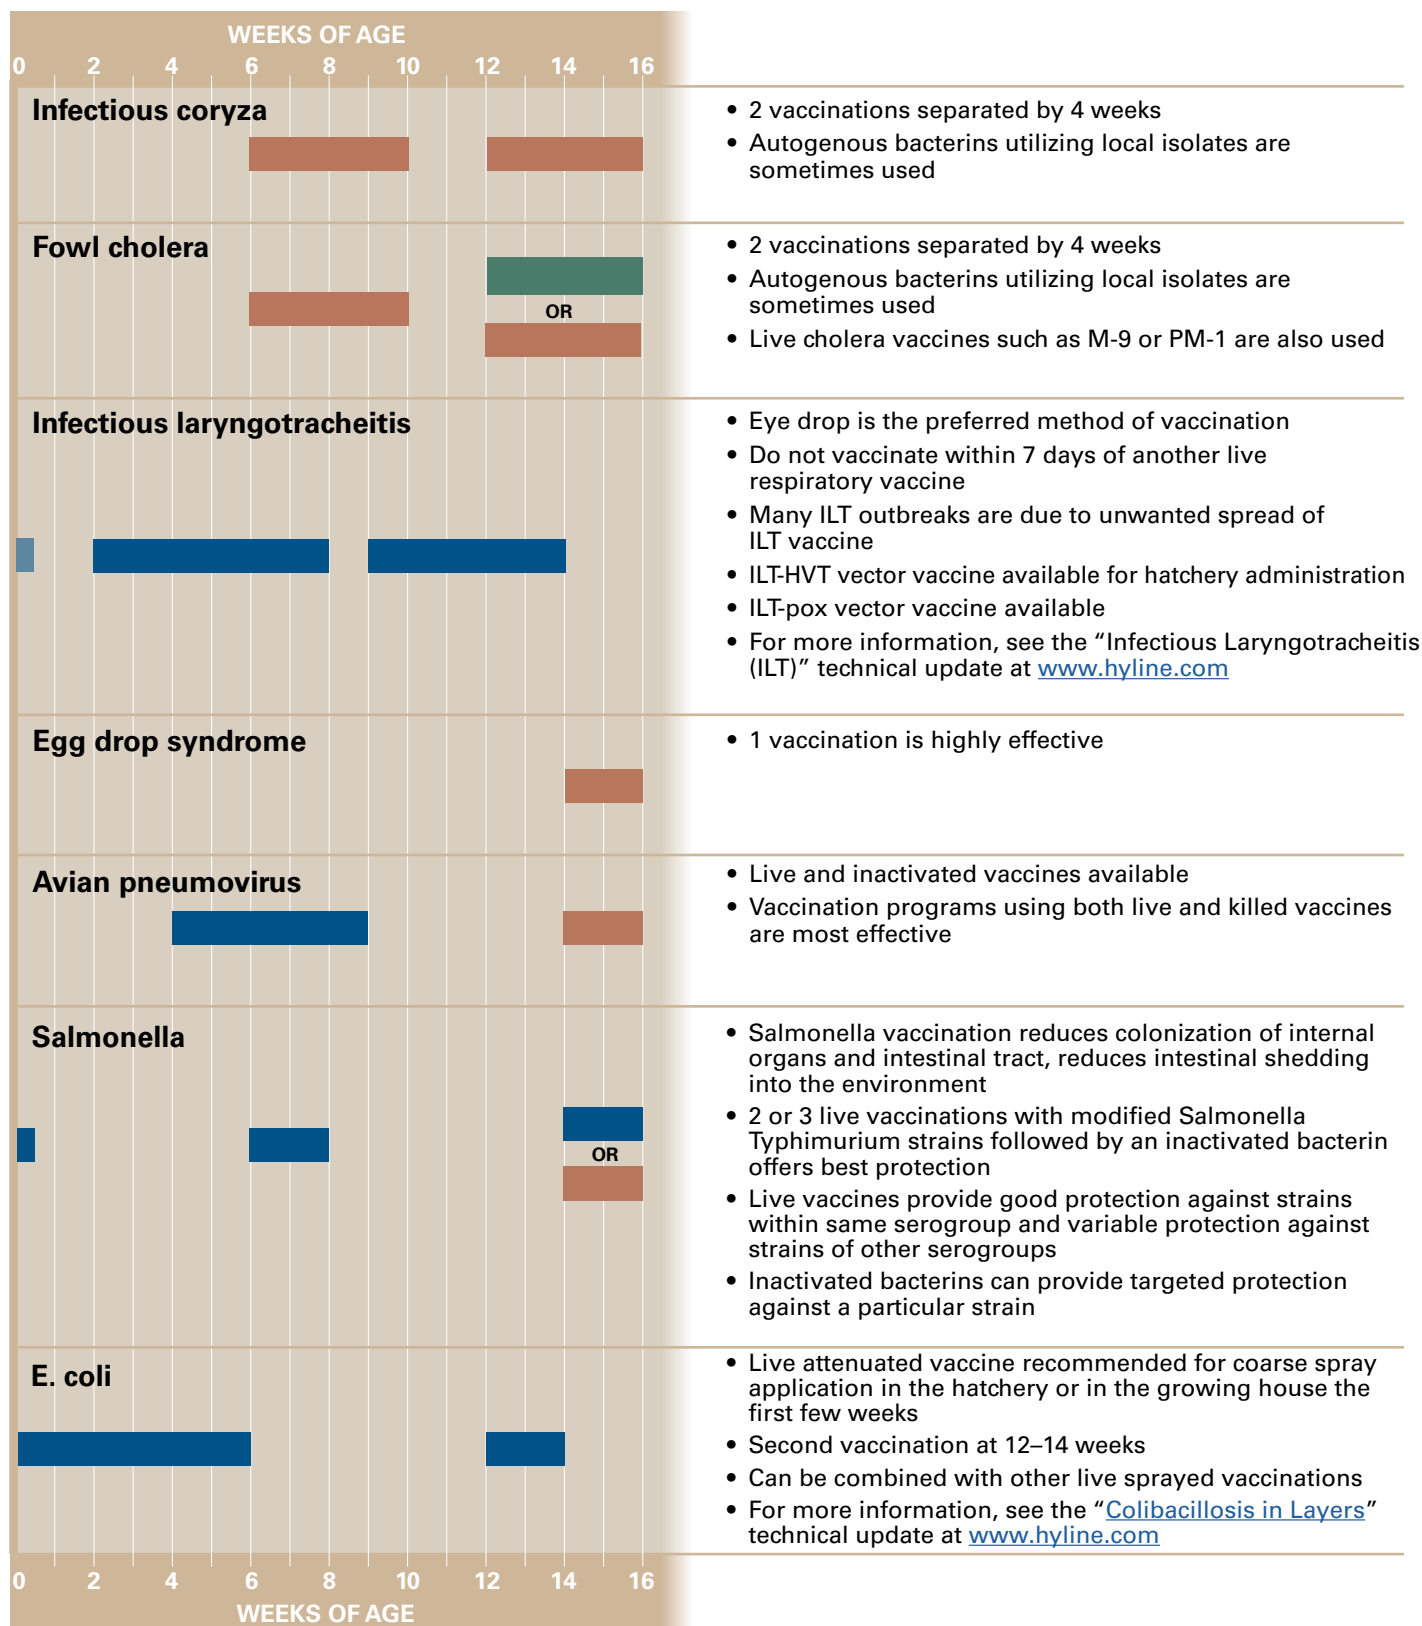 WEEKS OF AGE
0 2 4 6 8 10 12 14 16
Infectious coryza
• 2 vaccinations separated by 4 weeks
• Autogenous bacterins utilizing local isolates are
sometimes used
Fowl cholera
OR
• 2 vaccinations separated by 4 weeks
• Autogenous bacterins utilizing local isolates are
sometimes used
• Live cholera vaccines such as M-9 or PM-1 are also used
Infectious laryngotracheitis
• Eye drop is the preferred method of vaccination
• Do not vaccinate within 7 days of another live
respiratory vaccine
• Many ILT outbreaks are due to unwanted spread of
ILT vaccine
• ILT-HVT vector vaccine available for hatchery administration
• ILT-pox vector vaccine available
• For more information, see the “Infectious Laryngotracheitis
(ILT)” technical update at www.hyline.com
Egg drop syndrome
• 1 vaccination is highly effective
Avian pneumovirus
• Live and inactivated vaccines available
• Vaccination programs using both live and killed vaccines
are most effective
Salmonella
OR
• Salmonella vaccination reduces colonization of internal
organs and intestinal tract, reduces intestinal shedding
into the environment
• 2 or 3 live vaccinations with modified Salmonella
Typhimurium strains followed by an inactivated bacterin
offers best protection
• Live vaccines provide good protection against strains
within same serogroup and variable protection against
strains of other serogroups
• Inactivated bacterins can provide targeted protection
against a particular strain
E. coli
• Live attenuated vaccine recommended for coarse spray
application in the hatchery or in the growing house the
first few weeks
• Second vaccination at 12–14 weeks
• Can be combined with other live sprayed vaccinations
• For more information, see the “Colibacillosis in Layers”
technical update at www.hyline.com
0 2 4 6 8 10 12 14 16
WEEKS OF AGE